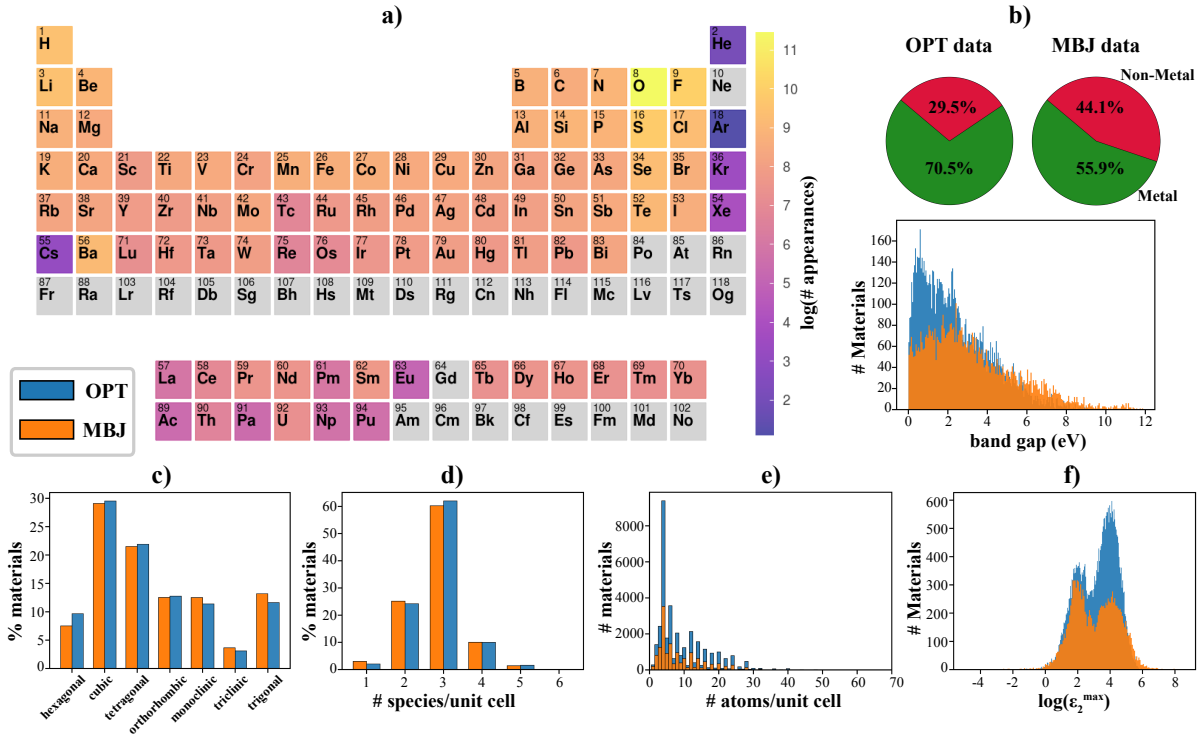 a)
1 2
H He
3 4 5 6 7 8 9 10
Li Be B C N O F Ne
11 12 13 14 15 16 17 18
Na Mg Al Si P S Cl Ar
19 20 21 22 23 24 25 26 27 28 29 30 31 32 33 34 35 36
K Ca Sc Ti V Cr Mn Fe Co Ni Cu Zn Ga Ge As Se Br Kr
37 38 39 40 41 42 43 44 45 46 47 48 49 50 51 52 53 54
Rb Sr Y Zr Nb Mo Tc Ru Rh Pd Ag Cd In Sn Sb Te I Xe
55 56 71 72 73 74 75 76 77 78 79 80 81 82 83 84 85 86
Cs Ba Lu Hf Ta W Re Os Ir Pt Au Hg Tl Pb Bi Po At Rn
87 88 103 104 105 106 107 108 109 110 111 112 113 114 115 116 117 118
Fr Ra Lr Rf Db Sg Bh Hs Mt Ds Rg Cn Nh Fl Mc Lv Ts Og
57 58 59 60 61 62 63 64 65 66 67 68 69 70
La Ce Pr Nd Pm Sm Eu Gd Tb Dy Ho Er Tm Yb
89 90 91 92 93 94 95 96 97 98 99 100 101 102
Ac Th Pa U Np Pu Am Cm Bk Cf Es Fm Md No
11
10
9
8
7
6
5
4
3
2
log(# appearances)
OPT
MBJ
b)
OPT data MBJ data
Non-Metal
29.5% 44.1%
70.5% 55.9%
Metal
160
140
120
100
80
60
40
20
0
# Materials
0 2 4 6 8 10 12
band gap (eV)
c)
30
25
20
15
10
5
0
% materials
hexagonal
cubic
tetragonal
orthorhombic
monoclinic
triclinic
trigonal
d)
60
50
40
30
20
10
0
% materials
1 2 3 4 5 6
# species/unit cell
e)
8000
6000
4000
2000
0
# materials
0 10 20 30 40 50 60 70
# atoms/unit cell
f)
600
500
400
300
200
100
0
# Materials
-4 -2 0 2 4 6 8
log(ε₂ᵐᵃˣ)